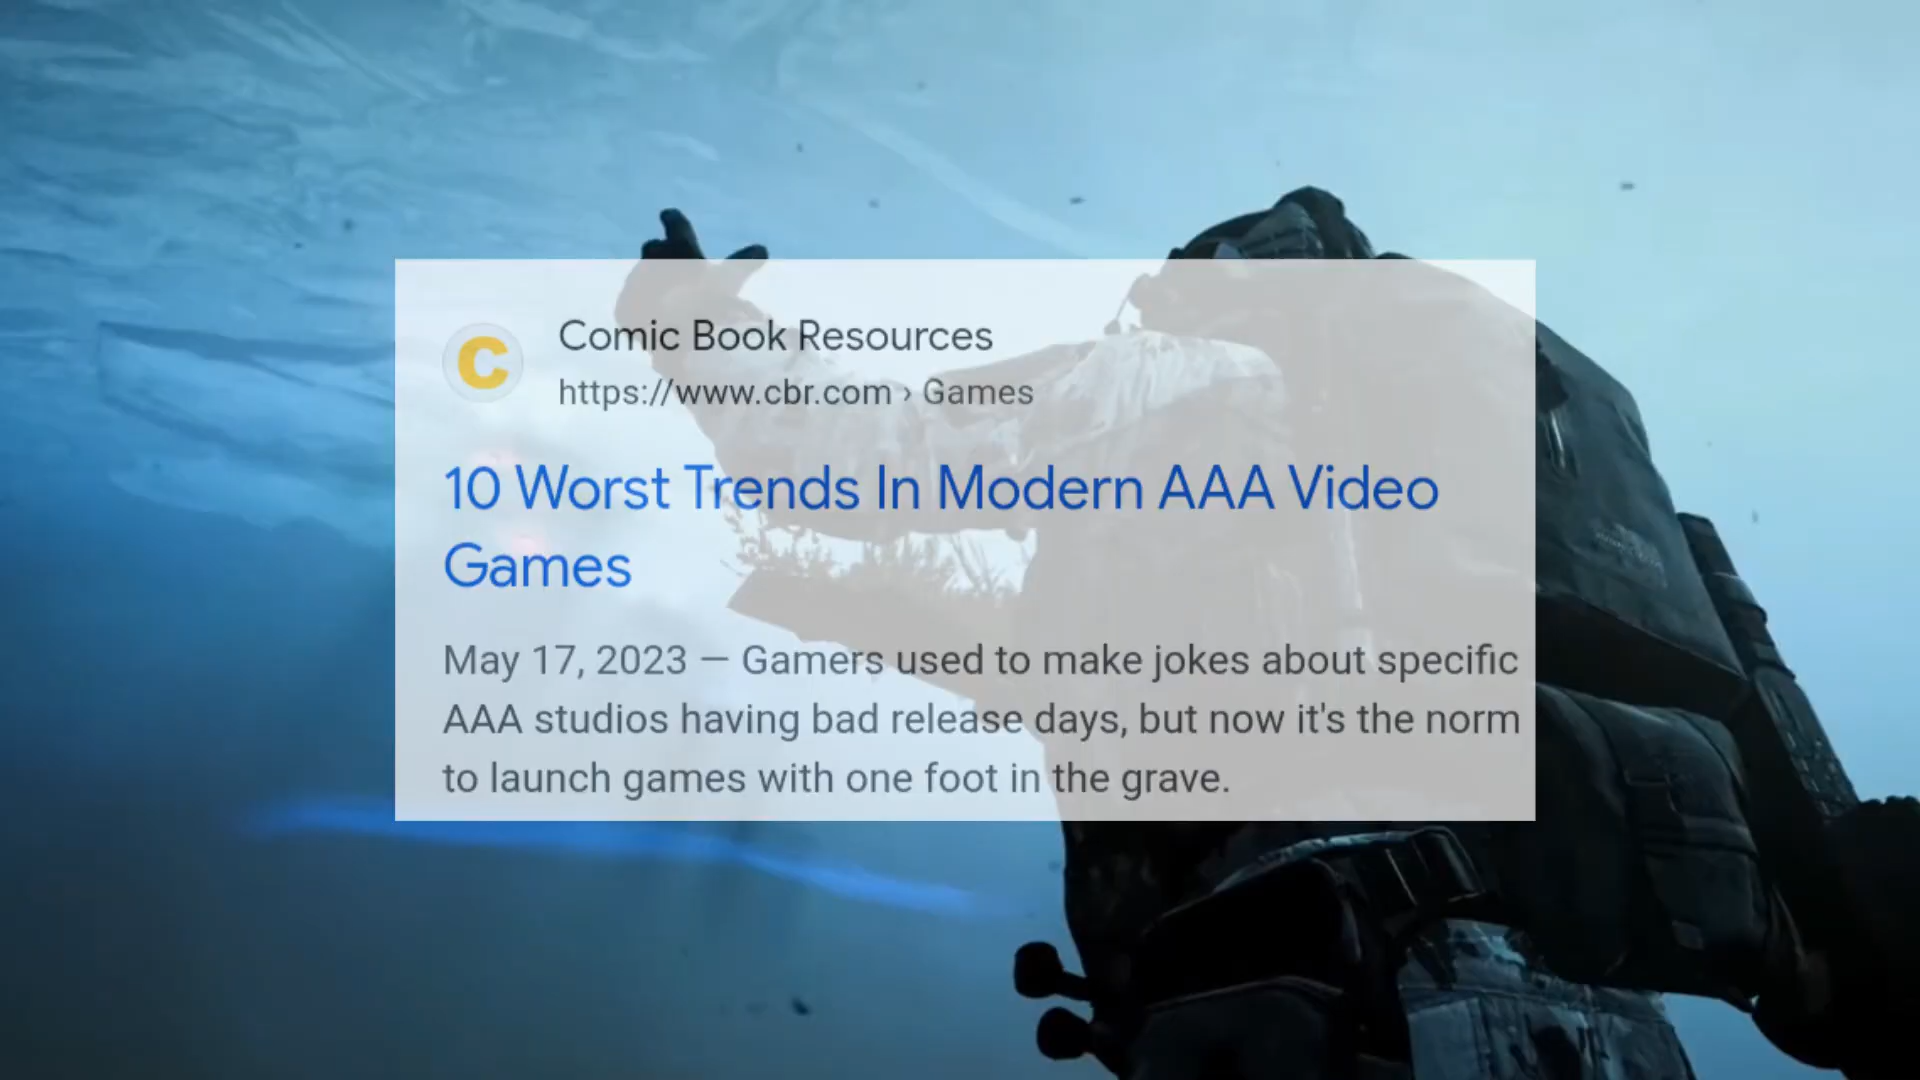 C
Comic Book Resources
https://www.cbr.com › Games
10 Worst Trends In Modern AAA Video
Games
May 17, 2023 — Gamers used to make jokes about specific
AAA studios having bad release days, but now it's the norm
to launch games with one foot in the grave.